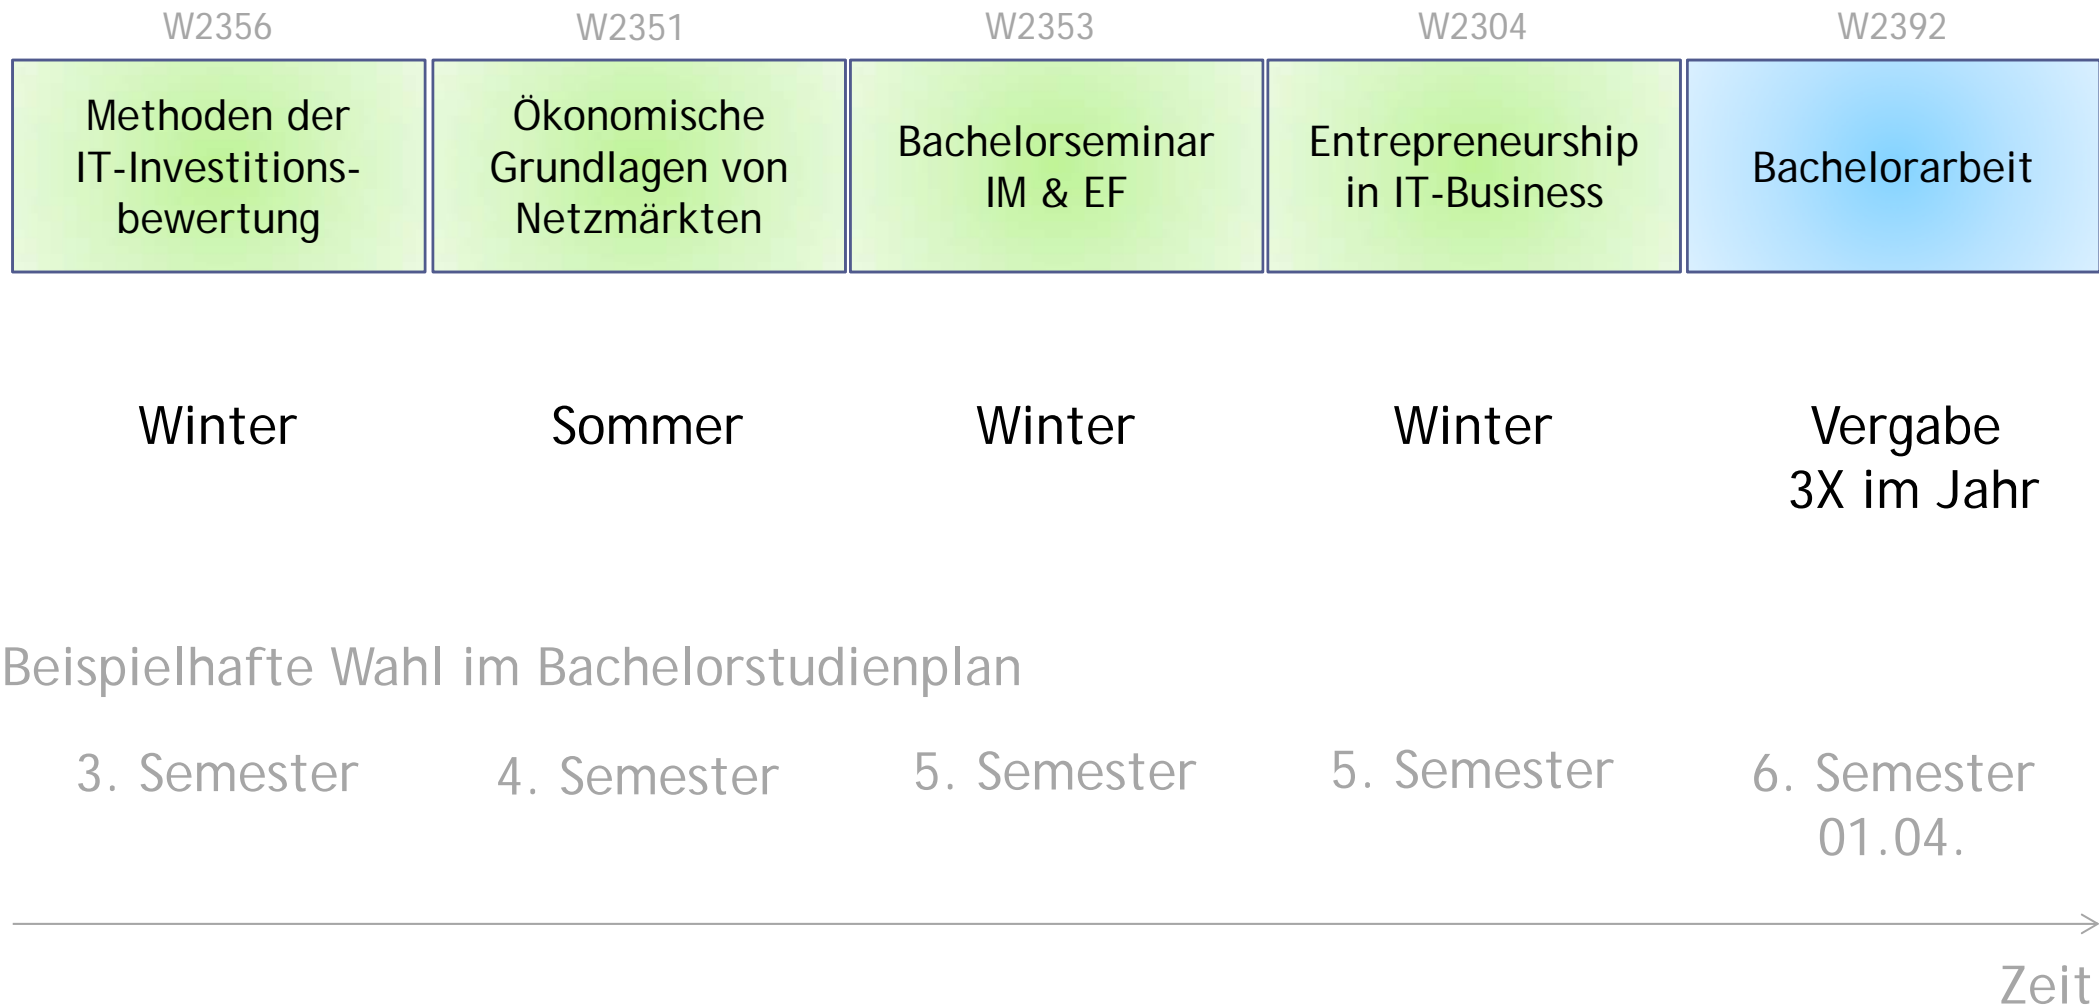 W2356
W2351
W2353
W2304
W2392
Methoden der
IT-Investitions-
bewertung
Ökonomische
Grundlagen von
Netzmärkten
Bachelorseminar
IM & EF
Entrepreneurship
in IT-Business
Bachelorarbeit
Winter
Sommer
Winter
Winter
Vergabe
3X im Jahr
Beispielhafte Wahl im Bachelorstudienplan
3. Semester
4. Semester
5. Semester
5. Semester
6. Semester
01.04.
Zeit